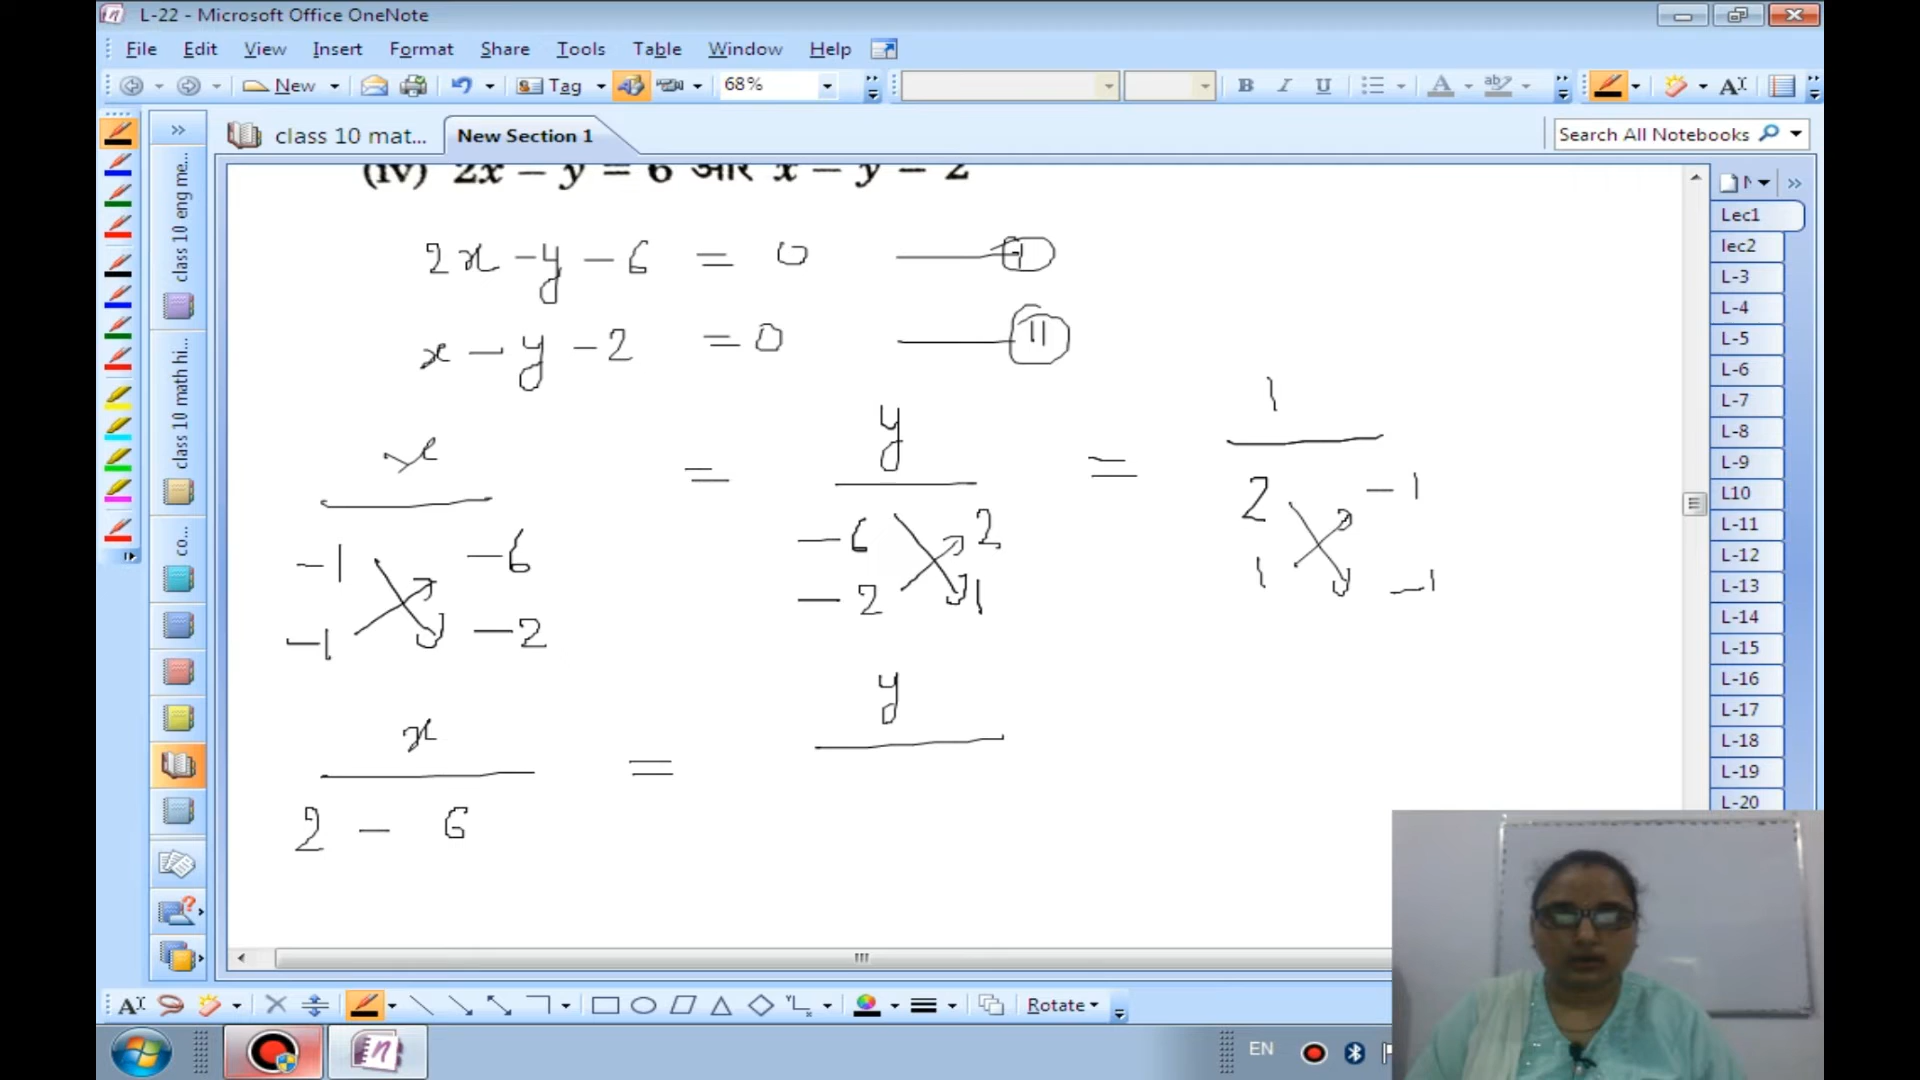 L-22 - Microsoft Office OneNote
File Edit View Insert Format Share Tools Table Window Help
New Tag 68% B I U A ab
class 10 mat... New Section 1 Search All Notebooks
(iv) 2x – y = 6 और x – y – 2
2x - y - 6 = 0 —— I
x - y - 2 = 0 —— II
x = y = 1
-1 -6 -6 2 2 -1
-1 -2 -2 1 1 -1
x = y
2 - 6
class 10 eng me...
class 10 math hi...
co...
Lec1
lec2
L-3
L-4
L-5
L-6
L-7
L-8
L-9
L10
L-11
L-12
L-13
L-14
L-15
L-16
L-17
L-18
L-19
L-20
Rotate
EN